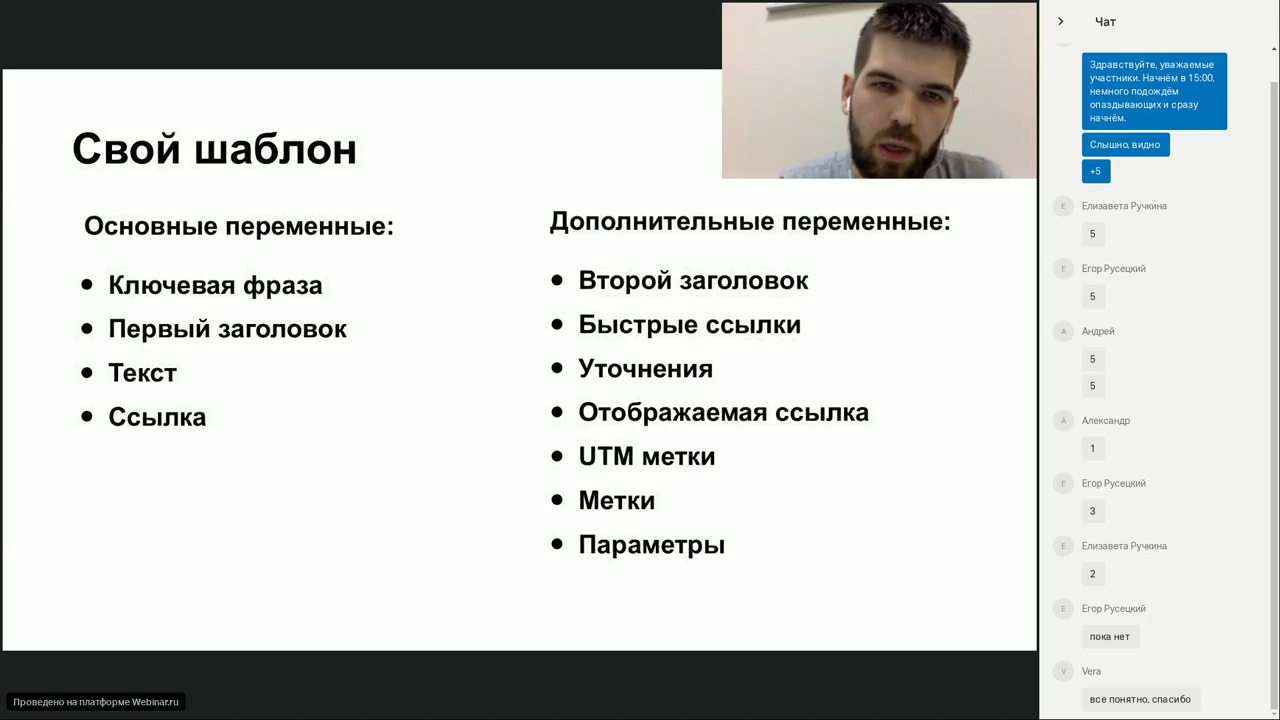 Свой шаблон
Основные переменные:
Ключевая фраза
Первый заголовок
Текст
Ссылка
Дополнительные переменные:
Второй заголовок
Быстрые ссылки
Уточнения
Отображаемая ссылка
UTM метки
Метки
Параметры
Проведено на платформе Webinar.ru
Чат
Здравствуйте, уважаемые
участники. Начнём в 15:00,
немного подождём
опаздывающих и сразу
начнём.
Слышно, видно
+5
Е
Елизавета Ручкина
5
Е
Егор Русецкий
5
А
Андрей
5
5
А
Александр
1
Е
Егор Русецкий
3
Е
Елизавета Ручкина
2
Е
Егор Русецкий
пока нет
V
Vera
все понятно, спасибо